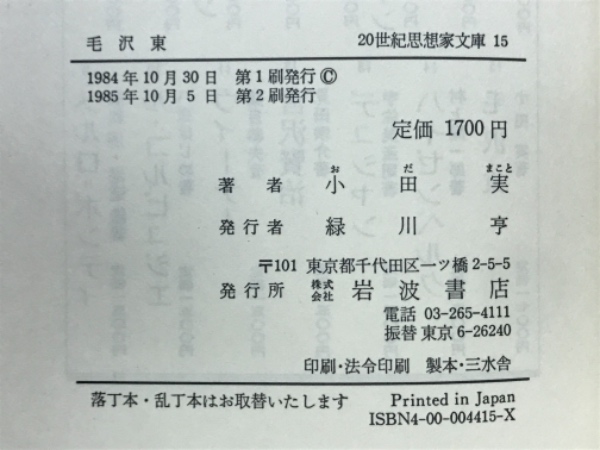 毛沢東 20世紀思想家文庫 15
1984年10月30日 第1刷発行 ©
1985年10月5日 第2刷発行
定価 1700円
おだまこと
著者 小田実
発行者 緑川亨
〒101 東京都千代田区一ツ橋2-5-5
発行所 株式会社 岩波書店
電話 03-265-4111
振替 東京6-26240
印刷・法令印刷 製本・三水舎
落丁本・乱丁本はお取替いたします Printed in Japan
ISBN4-00-004415-X